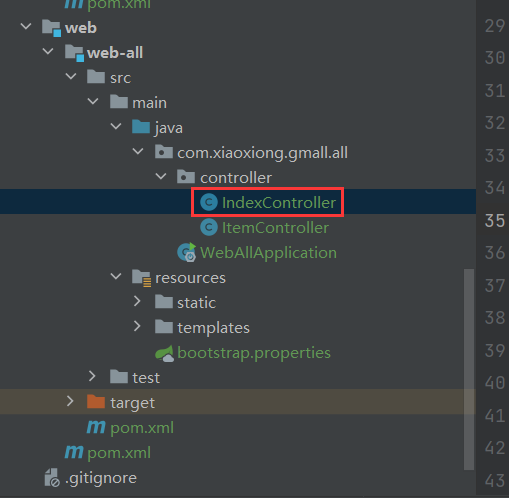 pom.xml
web
web-all
src
main
java
com.xiaoxiong.gmall.all
controller
IndexController
ItemController
WebAllApplication
resources
static
templates
bootstrap.properties
test
target
pom.xml
pom.xml
.gitignore
29
30
31
32
33
34
35
36
37
38
39
40
41
42
43